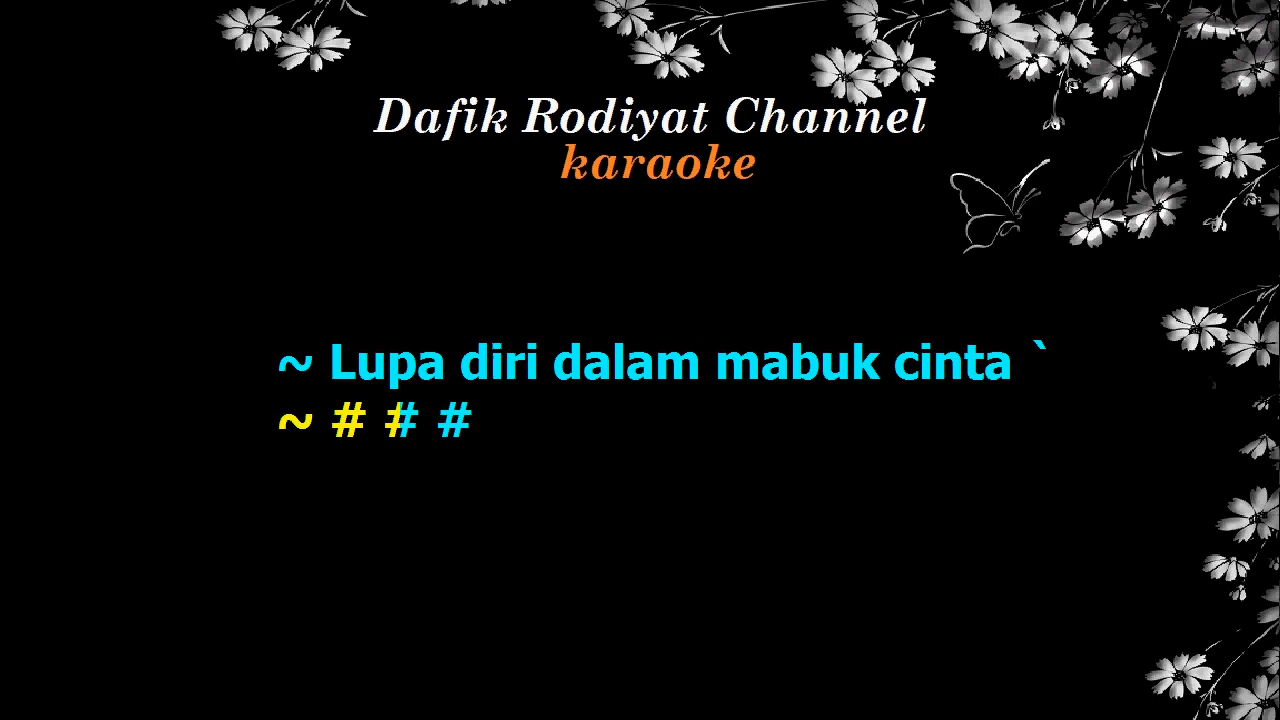 Dafik Rodiyat Channel
karaoke
~ Lupa diri dalam mabuk cinta `
~ # # #